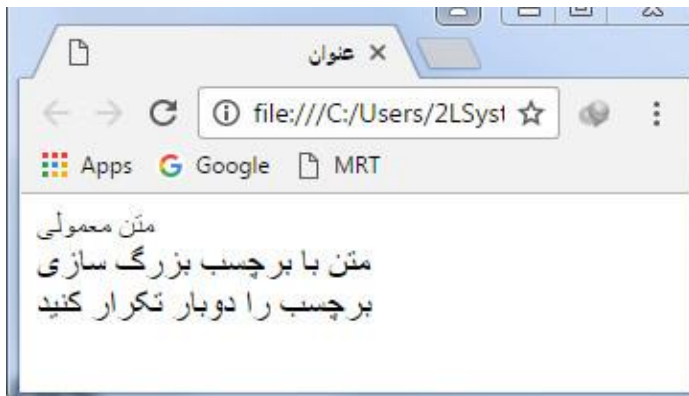 عنوان
file:///C:/Users/2LSyst
Apps Google MRT
متن معمولی
متن با برچسب بزرگ سازی
برچسب را دوبار تکرار کنید